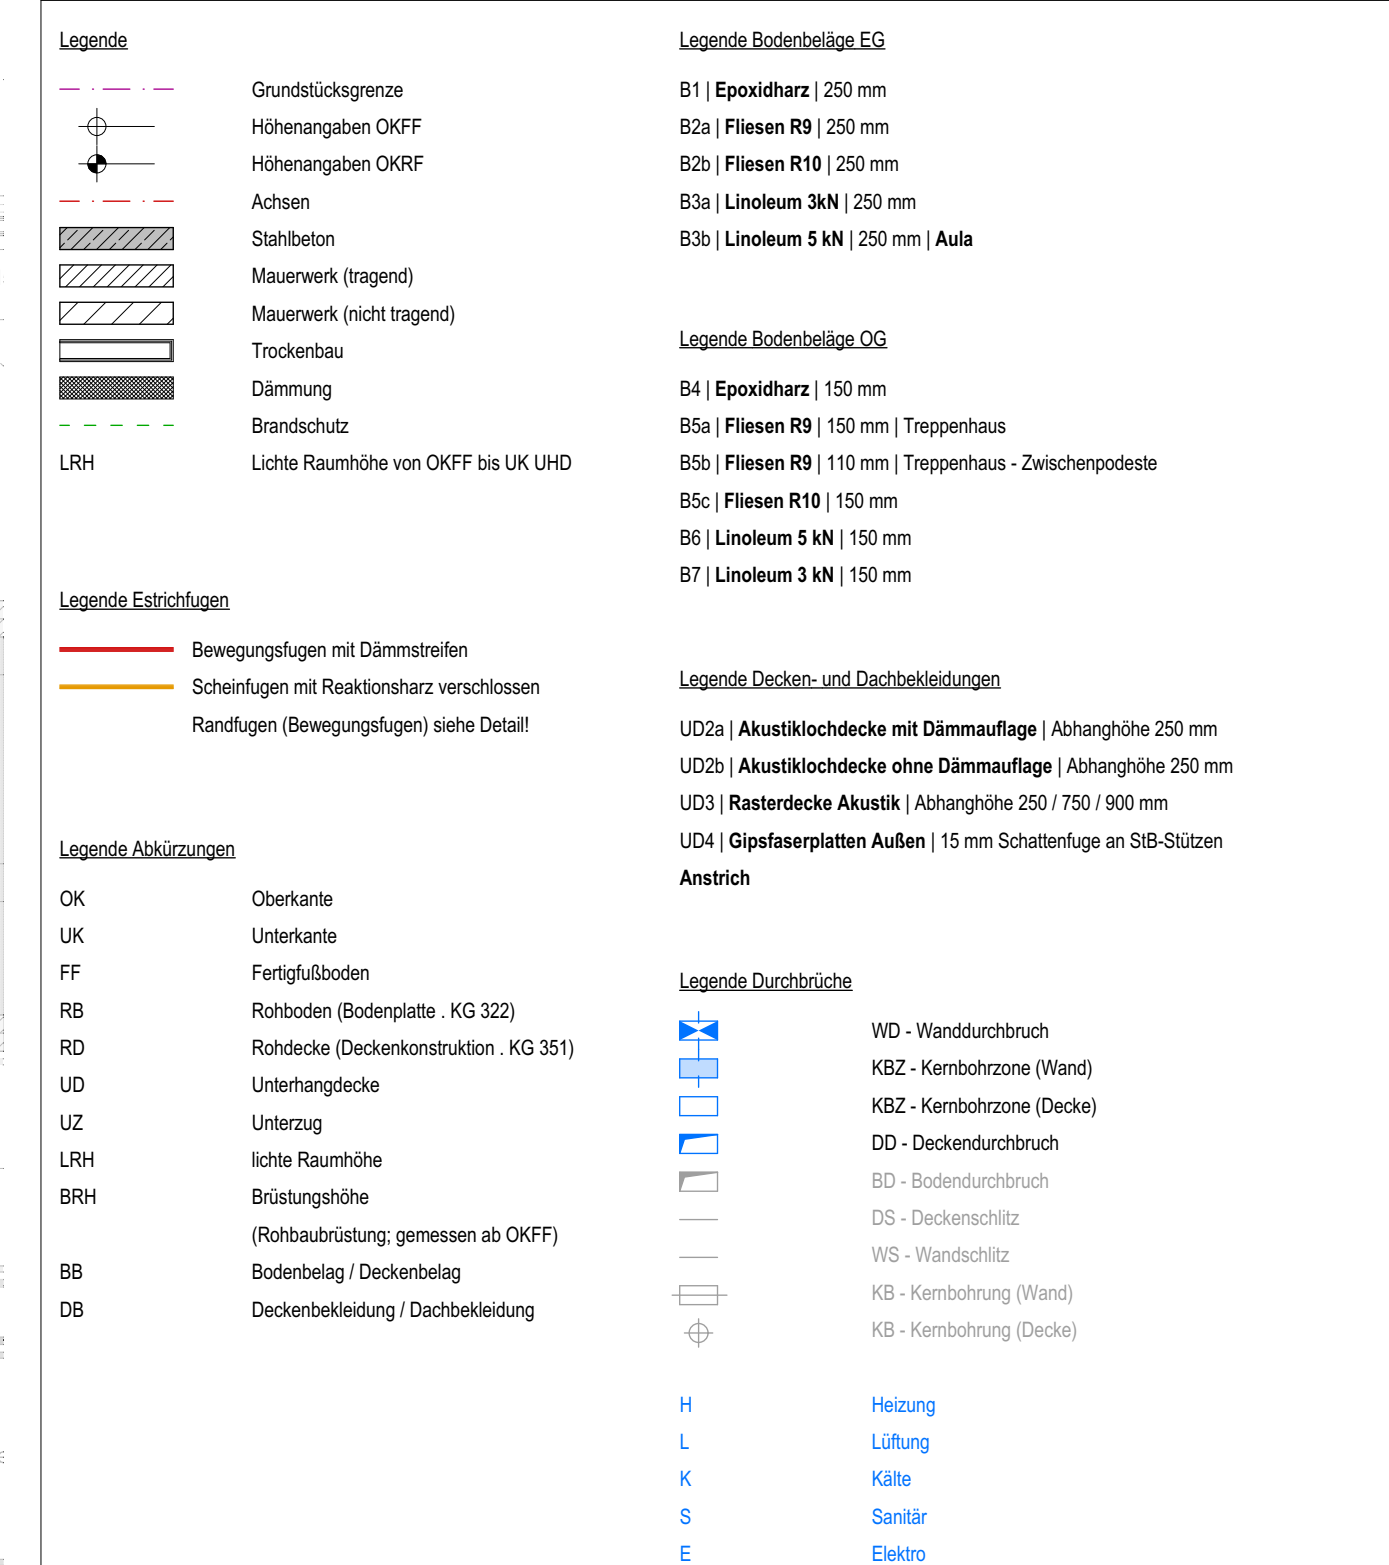 Legende
Grundstücksgrenze
Höhenangaben OKFF
Höhenangaben OKRF
Achsen
Stahlbeton
Mauerwerk (tragend)
Mauerwerk (nicht tragend)
Trockenbau
Dämmung
Brandschutz
LRH Lichte Raumhöhe von OKFF bis UK UHD
Legende Estrichfugen
Bewegungsfugen mit Dämmstreifen
Scheinfugen mit Reaktionsharz verschlossen
Randfugen (Bewegungsfugen) siehe Detail!
Legende Abkürzungen
OK Oberkante
UK Unterkante
FF Fertigfußboden
RB Rohboden (Bodenplatte . KG 322)
RD Rohdecke (Deckenkonstruktion . KG 351)
UD Unterhangdecke
UZ Unterzug
LRH lichte Raumhöhe
BRH Brüstungshöhe
(Rohbaubrüstung; gemessen ab OKFF)
BB Bodenbelag / Deckenbelag
DB Deckenbekleidung / Dachbekleidung
Legende Bodenbeläge EG
B1 | Epoxidharz | 250 mm
B2a | Fliesen R9 | 250 mm
B2b | Fliesen R10 | 250 mm
B3a | Linoleum 3kN | 250 mm
B3b | Linoleum 5 kN | 250 mm | Aula
Legende Bodenbeläge OG
B4 | Epoxidharz | 150 mm
B5a | Fliesen R9 | 150 mm | Treppenhaus
B5b | Fliesen R9 | 110 mm | Treppenhaus - Zwischenpodeste
B5c | Fliesen R10 | 150 mm
B6 | Linoleum 5 kN | 150 mm
B7 | Linoleum 3 kN | 150 mm
Legende Decken- und Dachbekleidungen
UD2a | Akustiklochdecke mit Dämmauflage | Abhanghöhe 250 mm
UD2b | Akustiklochdecke ohne Dämmauflage | Abhanghöhe 250 mm
UD3 | Rasterdecke Akustik | Abhanghöhe 250 / 750 / 900 mm
UD4 | Gipsfaserplatten Außen | 15 mm Schattenfuge an StB-Stützen
Anstrich
Legende Durchbrüche
WD - Wanddurchbruch
KBZ - Kernbohrzone (Wand)
KBZ - Kernbohrzone (Decke)
DD - Deckendurchbruch
BD - Bodendurchbruch
DS - Deckenschlitz
WS - Wandschlitz
KB - Kernbohrung (Wand)
KB - Kernbohrung (Decke)
H Heizung
L Lüftung
K Kälte
S Sanitär
E Elektro